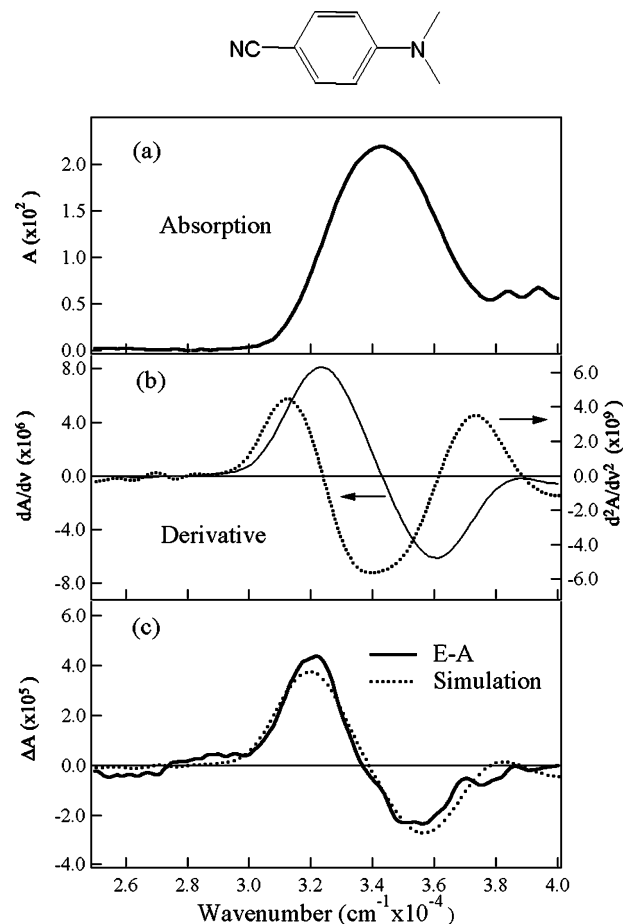 NC
N
(a)
2.0
1.5
1.0
0.5
0.0
A (x10²)
Absorption
(b)
8.0
4.0
0.0
-4.0
-8.0
dA/dν (x10⁶)
6.0
4.0
2.0
0.0
-2.0
-4.0
-6.0
d²A/dν² (x10⁹)
Derivative
(c)
6.0
4.0
2.0
0.0
-2.0
-4.0
ΔA (x10⁵)
E-A
Simulation
2.6 2.8 3.0 3.2 3.4 3.6 3.8 4.0
Wavenumber (cm⁻¹x10⁻⁴)